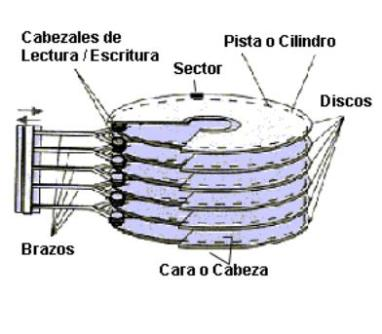 Cabezales de
Lectura / Escritura
Pista o Cilindro
Sector
Discos
Brazos
Cara o Cabeza